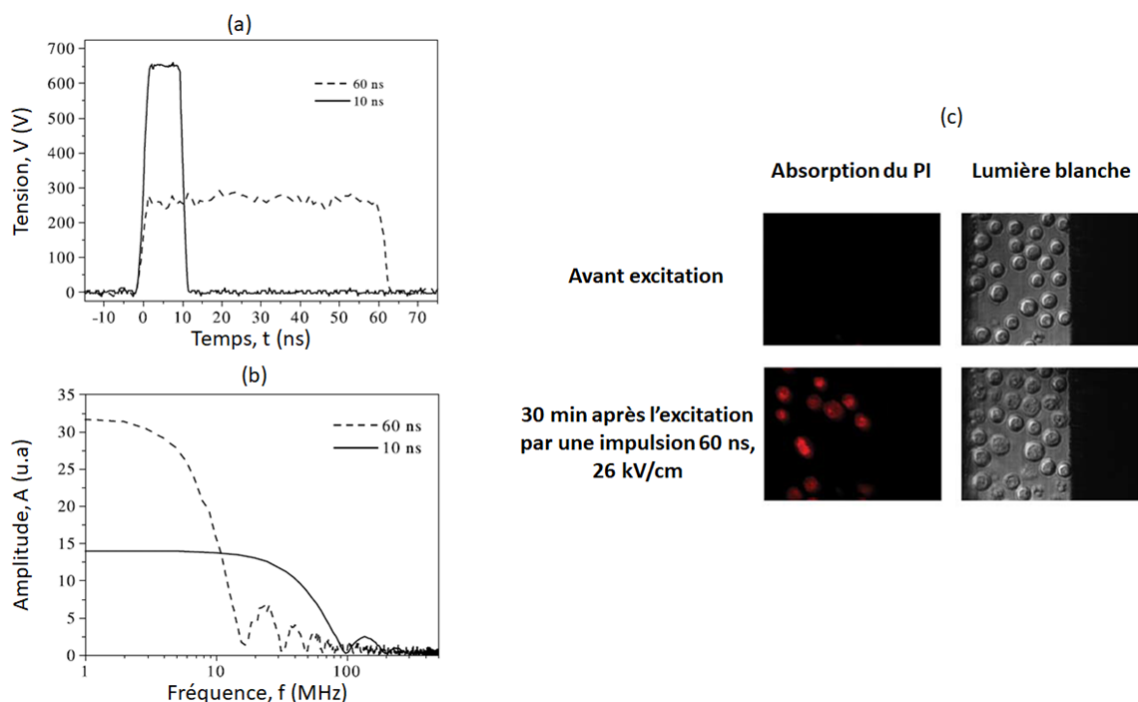 (a)
700
600
500
400
300
200
100
0
Tension, V (V)
60 ns
10 ns
-10 0 10 20 30 40 50 60 70
Temps, t (ns)
(b)
35
30
25
20
15
10
5
0
Amplitude, A (u.a)
60 ns
10 ns
1 10 100
Fréquence, f (MHz)
(c)
Absorption du PI Lumière blanche
Avant excitation
30 min après l’excitation
par une impulsion 60 ns,
26 kV/cm